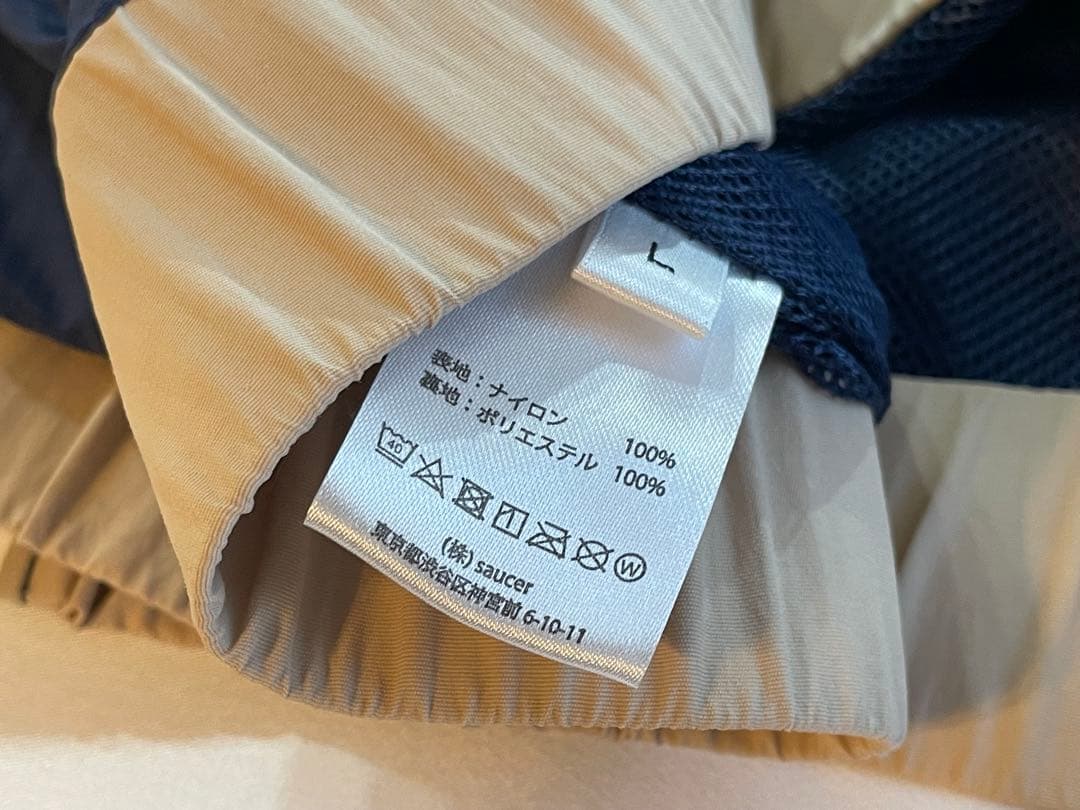 L
表地：ナイロン 100%
裏地：ポリエステル 100%
40 W
(株) saucer
東京都渋谷区神宮前 6-10-11